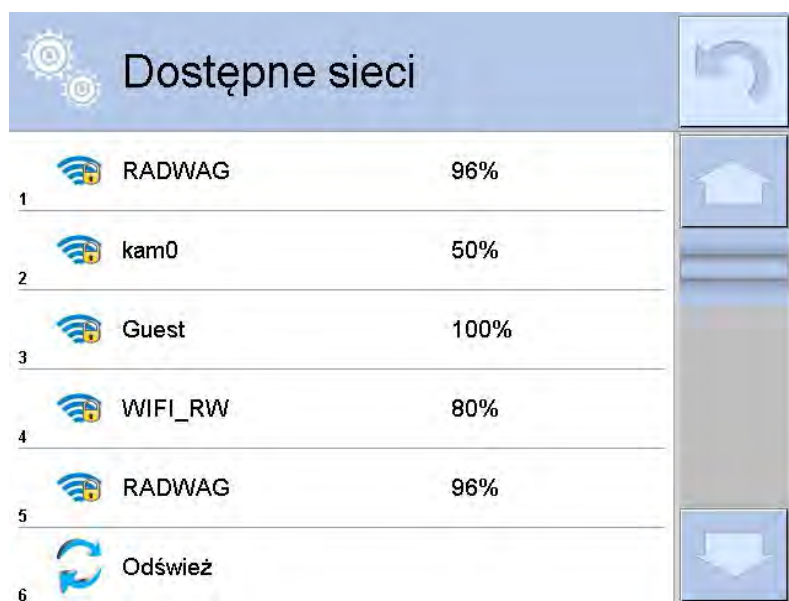 Dostępne sieci
RADWAG 96%
1
kam0 50%
2
Guest 100%
3
WIFI_RW 80%
4
RADWAG 96%
5
Odśwież
6